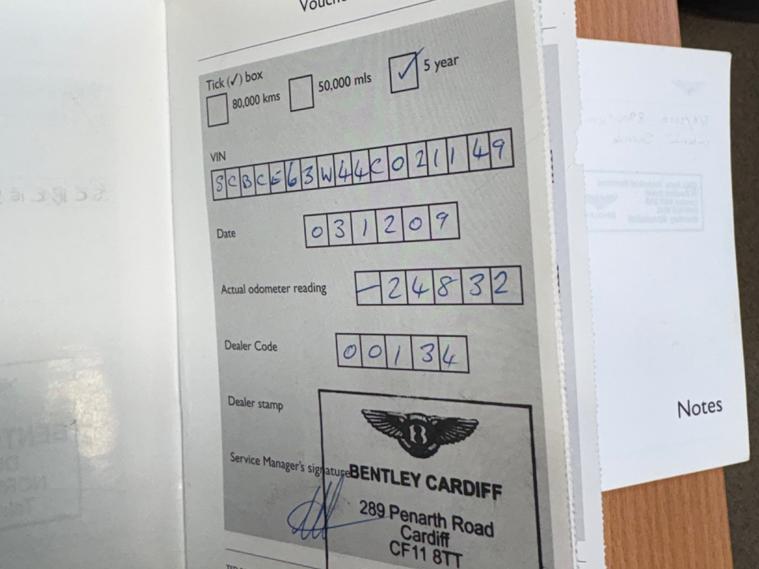 Tick (✓) box
80,000 kms
50,000 mls
✓ 5 year
VIN
SCBCE63W44C021149
Date
031209
Actual odometer reading
-24832
Dealer Code
00134
Dealer stamp
Service Manager's signature
B
BENTLEY CARDIFF
289 Penarth Road
Cardiff
CF11 8TT
Notes